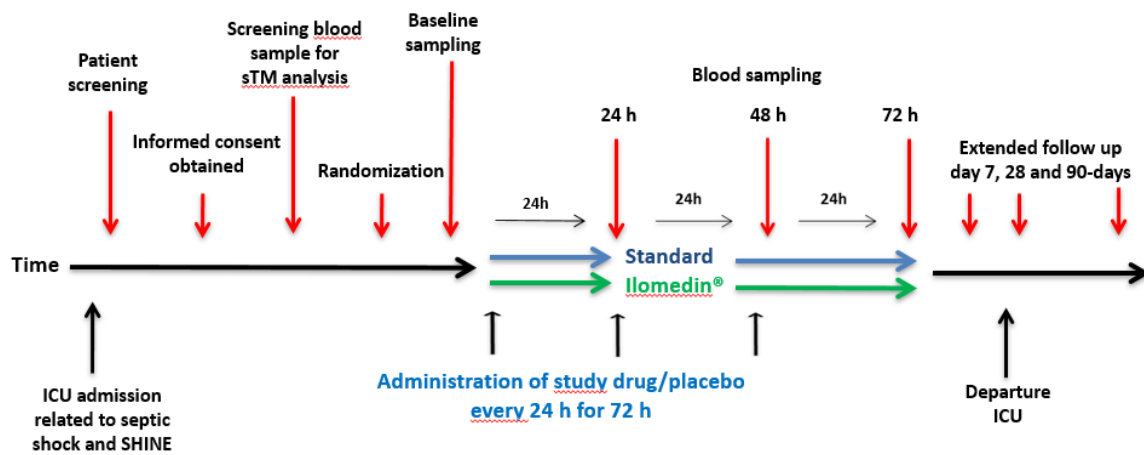 Patient
screening
Informed consent
obtained
Screening blood
sample for
sTM analysis
Randomization
Baseline
sampling
Blood sampling
24 h
48 h
72 h
24h
24h
24h
Extended follow up
day 7, 28 and 90-days
Time
Standard
Ilomedin®
ICU admission
related to septic
shock and SHINE
Administration of study drug/placebo
every 24 h for 72 h
Departure
ICU